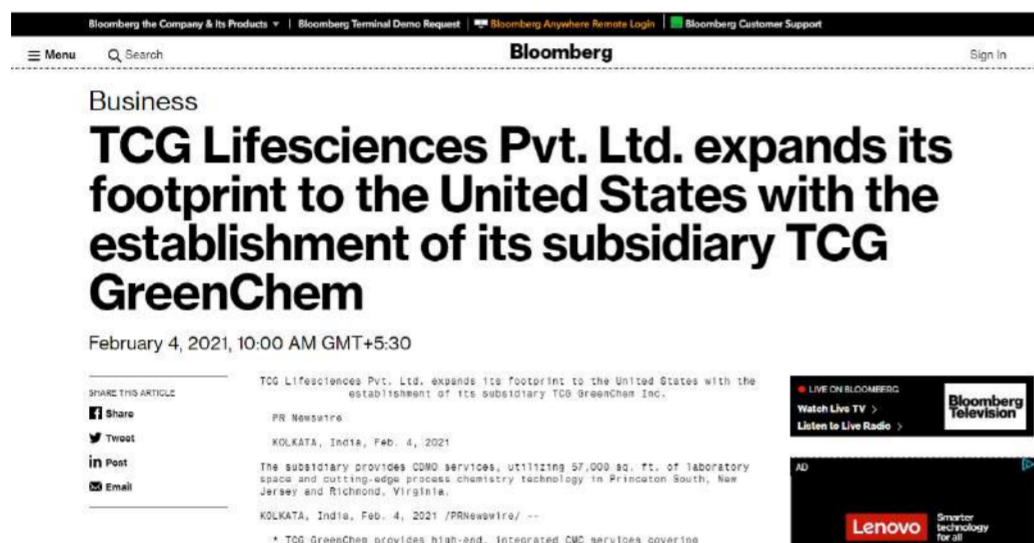 Bloomberg the Company & Its Products ▾ | Bloomberg Terminal Demo Request | Bloomberg Anywhere Remote Login | Bloomberg Customer Support
Menu Search Bloomberg Sign In
Business
TCG Lifesciences Pvt. Ltd. expands its
footprint to the United States with the
establishment of its subsidiary TCG
GreenChem
February 4, 2021, 10:00 AM GMT+5:30
SHARE THIS ARTICLE
Share
Tweet
in Post
Email
TCG Lifesciences Pvt. Ltd. expands its footprint to the United States with the
establishment of its subsidiary TCG GreenChem Inc.
PR Newswire
KOLKATA, India, Feb. 4, 2021
The subsidiary provides CDMO services, utilizing 57,000 sq. ft. of laboratory
space and cutting-edge process chemistry technology in Princeton South, New
Jersey and Richmond, Virginia.
KOLKATA, India, Feb. 4, 2021 /PRNewswire/ --
* TCG GreenChem provides high-end, integrated CMC services covering
LIVE ON BLOOMBERG
Watch Live TV >
Listen to Live Radio >
Bloomberg
Television
AD
Lenovo
Smarter
technology
for all